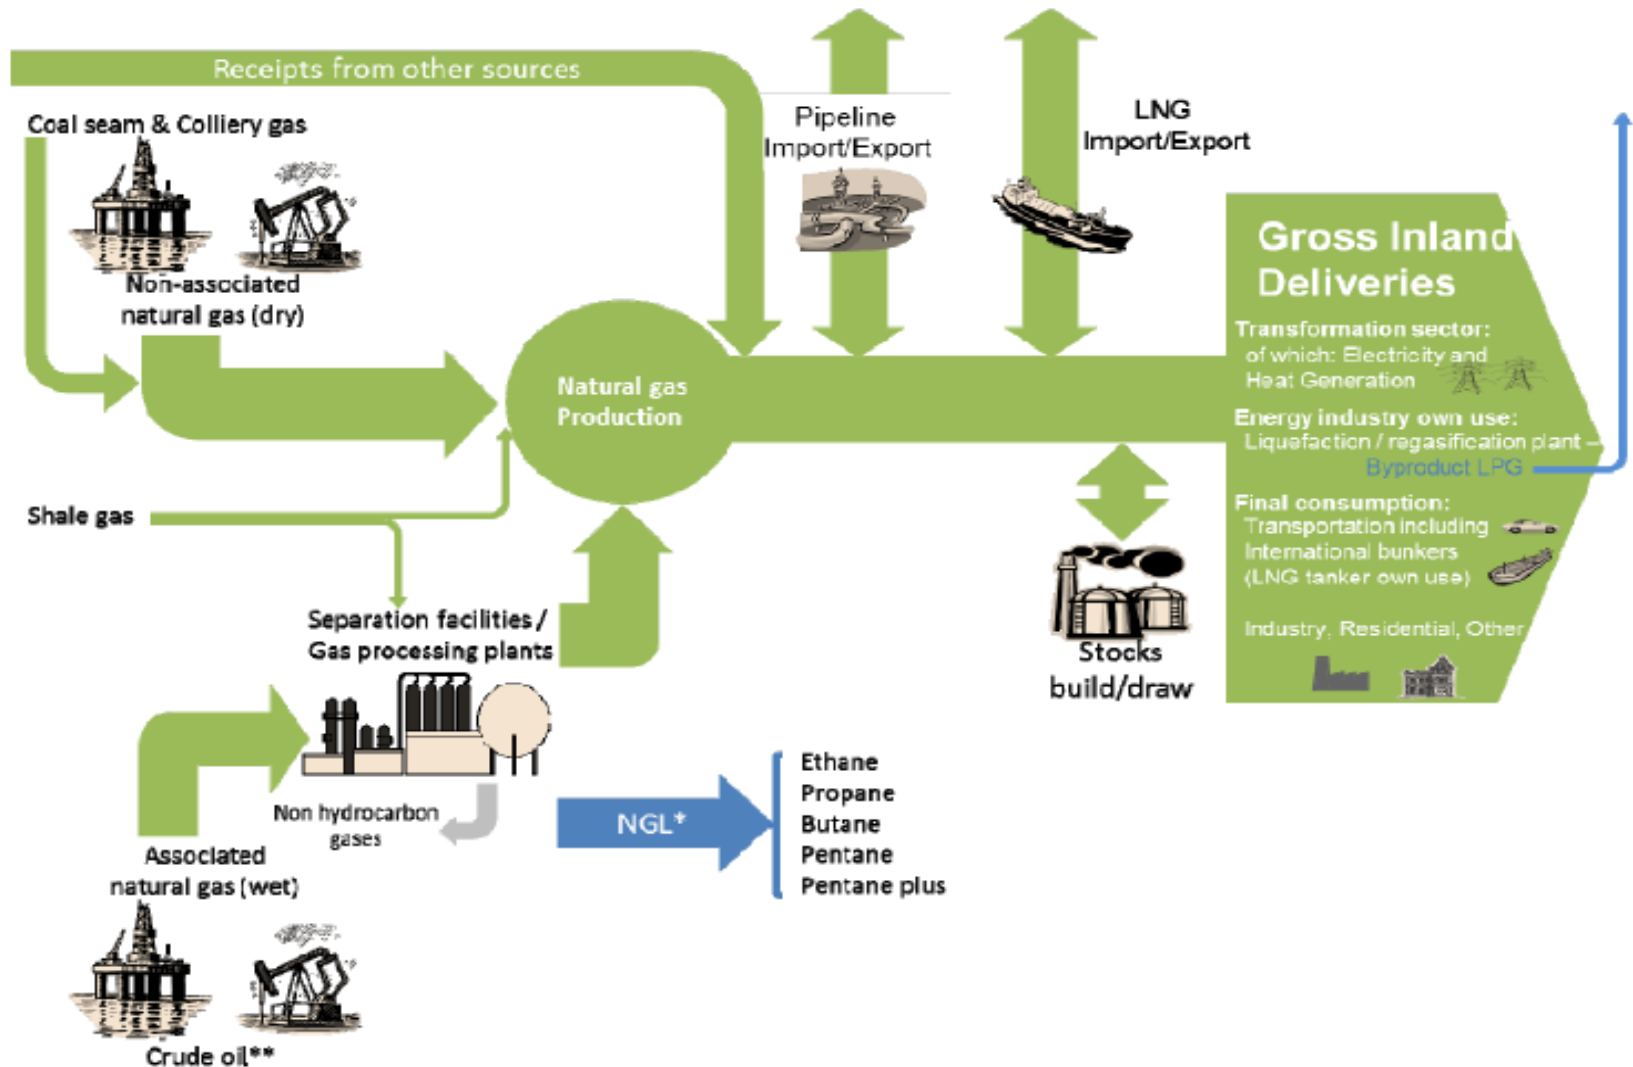 Receipts from other sources
Coal seam & Colliery gas
Non-associated
natural gas (dry)
Pipeline
Import/Export
LNG
Import/Export
Natural gas
Production
Shale gas
Separation facilities /
Gas processing plants
Non hydrocarbon
gases
Associated
natural gas (wet)
Crude oil**
NGL*
Ethane
Propane
Butane
Pentane
Pentane plus
Stocks
build/draw
Gross Inland
Deliveries
Transformation sector:
of which: Electricity and
Heat Generation
Energy industry own use:
Liquefaction / regasification plant –
Byproduct LPG
Final consumption:
Transportation including
International bunkers
(LNG tanker own use)
Industry, Residential, Other